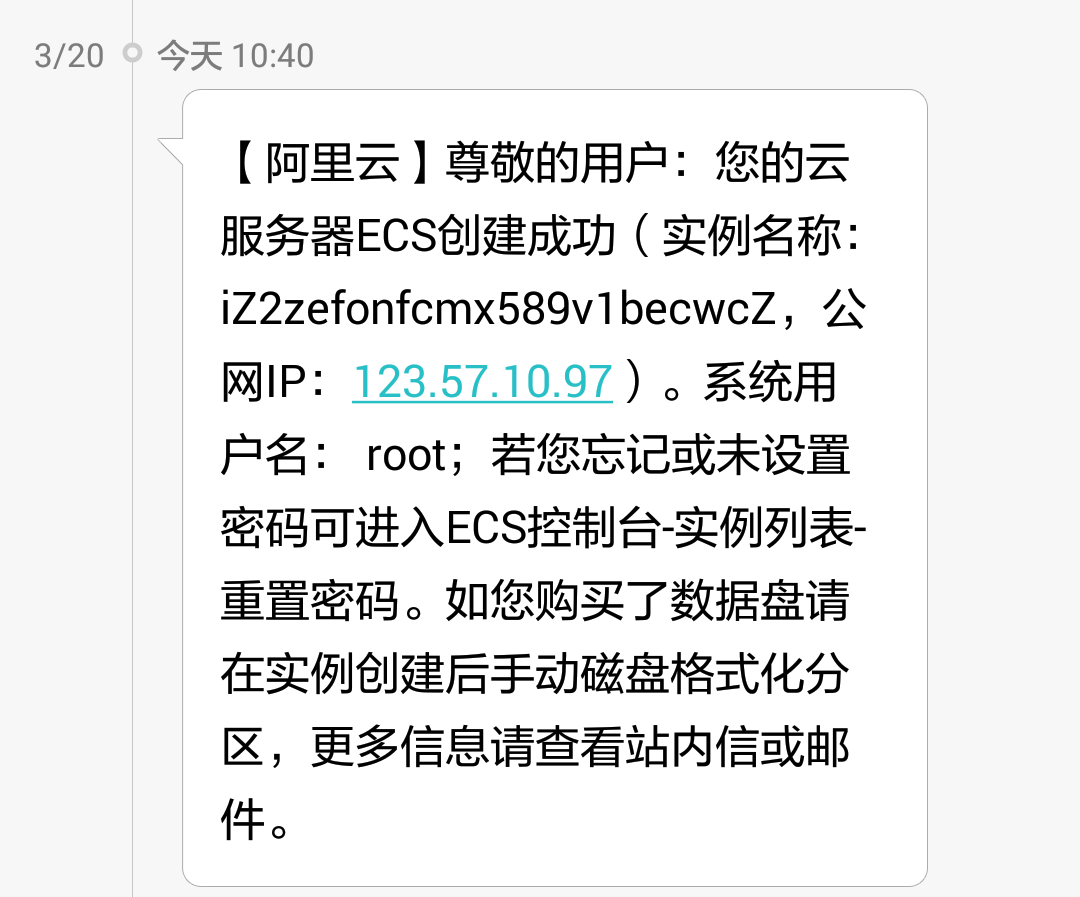 3/20 今天 10:40
【阿里云】尊敬的用户：您的云
服务器ECS创建成功（实例名称：
iZ2zefonfcmx589v1becwcZ，公
网IP：123.57.10.97）。系统用
户名： root；若您忘记或未设置
密码可进入ECS控制台-实例列表-
重置密码。如您购买了数据盘请
在实例创建后手动磁盘格式化分
区，更多信息请查看站内信或邮
件。